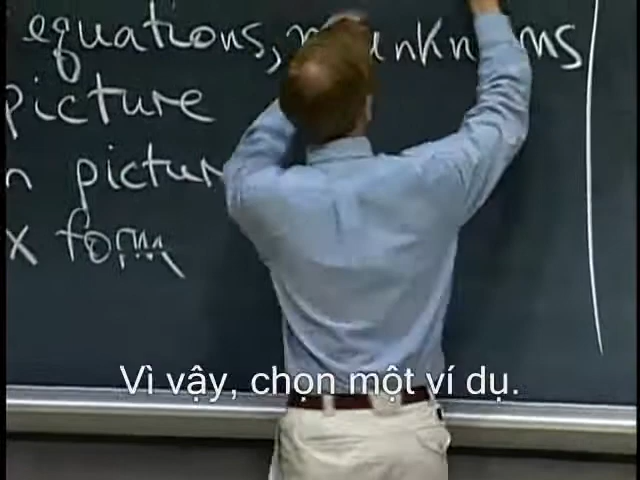 equations, unknowns
picture
n picture
x form
Vì vậy, chọn một ví dụ.